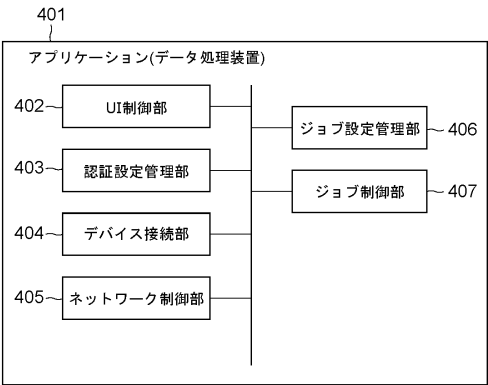 401
アプリケーション(データ処理装置)
402
UI制御部
403
認証設定管理部
404
デバイス接続部
405
ネットワーク制御部
ジョブ設定管理部
406
ジョブ制御部
407